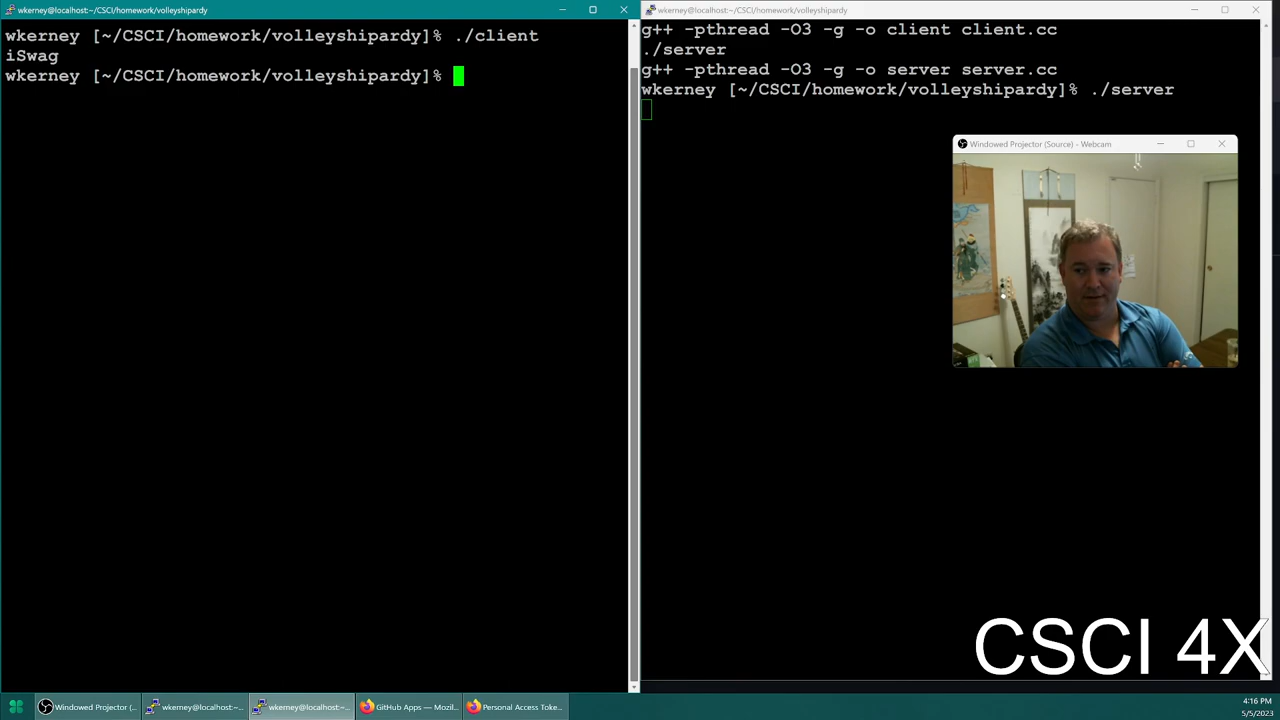 wkerney@localhost:~/CSCI/homework/volleyshipardy
wkerney [~/CSCI/homework/volleyshipardy]% ./client
iSwag
wkerney [~/CSCI/homework/volleyshipardy]%
wkerney@localhost:~/CSCI/homework/volleyshipardy
g++ -pthread -O3 -g -o client client.cc
./server
g++ -pthread -O3 -g -o server server.cc
wkerney [~/CSCI/homework/volleyshipardy]% ./server
Windowed Projector (Source) - Webcam
CSCI 4X
Windowed Projector (...
wkerney@localhost:~...
wkerney@localhost:~...
GitHub Apps — Mozil...
Personal Access Toke...
4:16 PM
5/5/2023